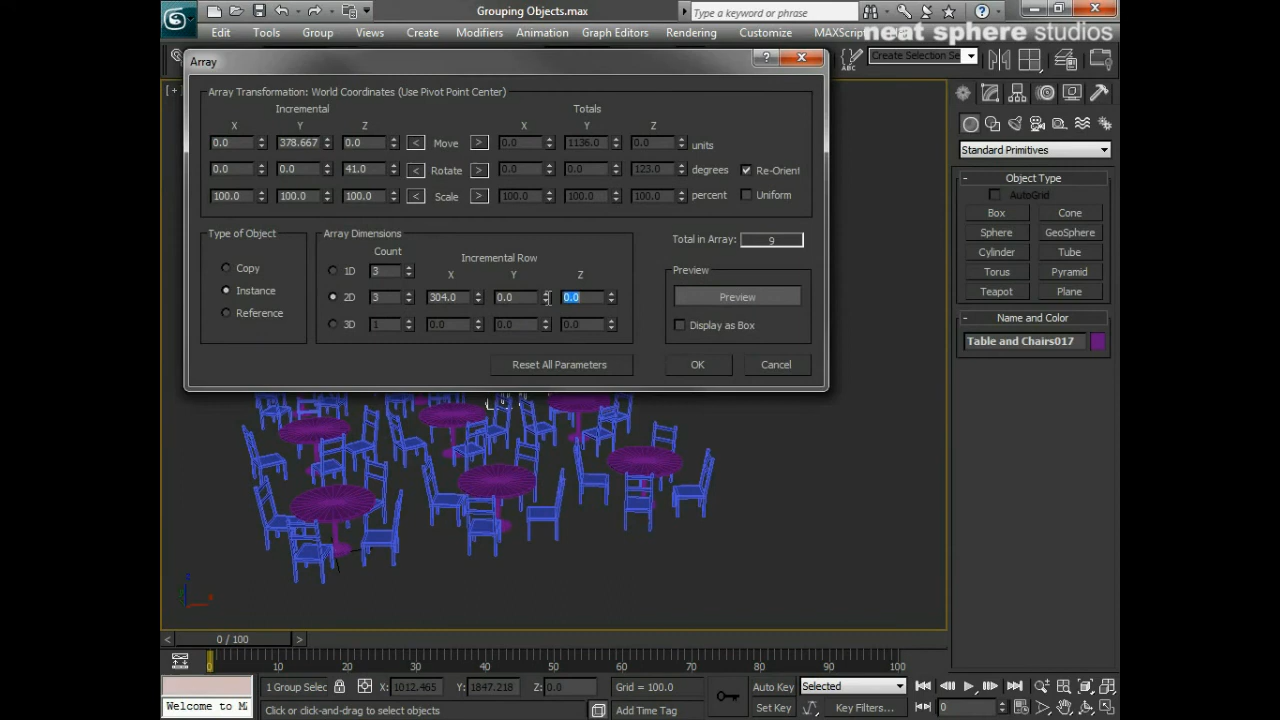 Grouping Objects.max
Type a keyword or phrase
Edit Tools Group Views Create Modifiers Animation Graph Editors Rendering Customize MAXScript
neat sphere studios
Array
Create Selection Se
Array Transformation: World Coordinates (Use Pivot Point Center)
Incremental Totals
X Y Z X Y Z
0.0 378.667 0.0 < Move > 0.0 1136.0 0.0 units
0.0 0.0 41.0 < Rotate > 0.0 0.0 123.0 degrees Re-Orient
100.0 100.0 100.0 < Scale > 100.0 100.0 100.0 percent Uniform
Type of Object
Copy
Instance
Reference
Array Dimensions
Count Incremental Row
X Y Z
1D 3
2D 3 304.0 0.0 0.0
3D 1 0.0 0.0 0.0
Total in Array: 9
Preview
Preview
Display as Box
Reset All Parameters OK Cancel
Standard Primitives
- Object Type
AutoGrid
Box Cone
Sphere GeoSphere
Cylinder Tube
Torus Pyramid
Teapot Plane
- Name and Color
Table and Chairs017
< 0 / 100 >
0 10 20 30 40 50 60 70 80 90 100
1 Group Selec X: 1012.465 Y: 1847.218 Z: 0.0 Grid = 100.0 Auto Key Selected
Welcome to M Click or click-and-drag to select objects Add Time Tag Set Key Key Filters... 0